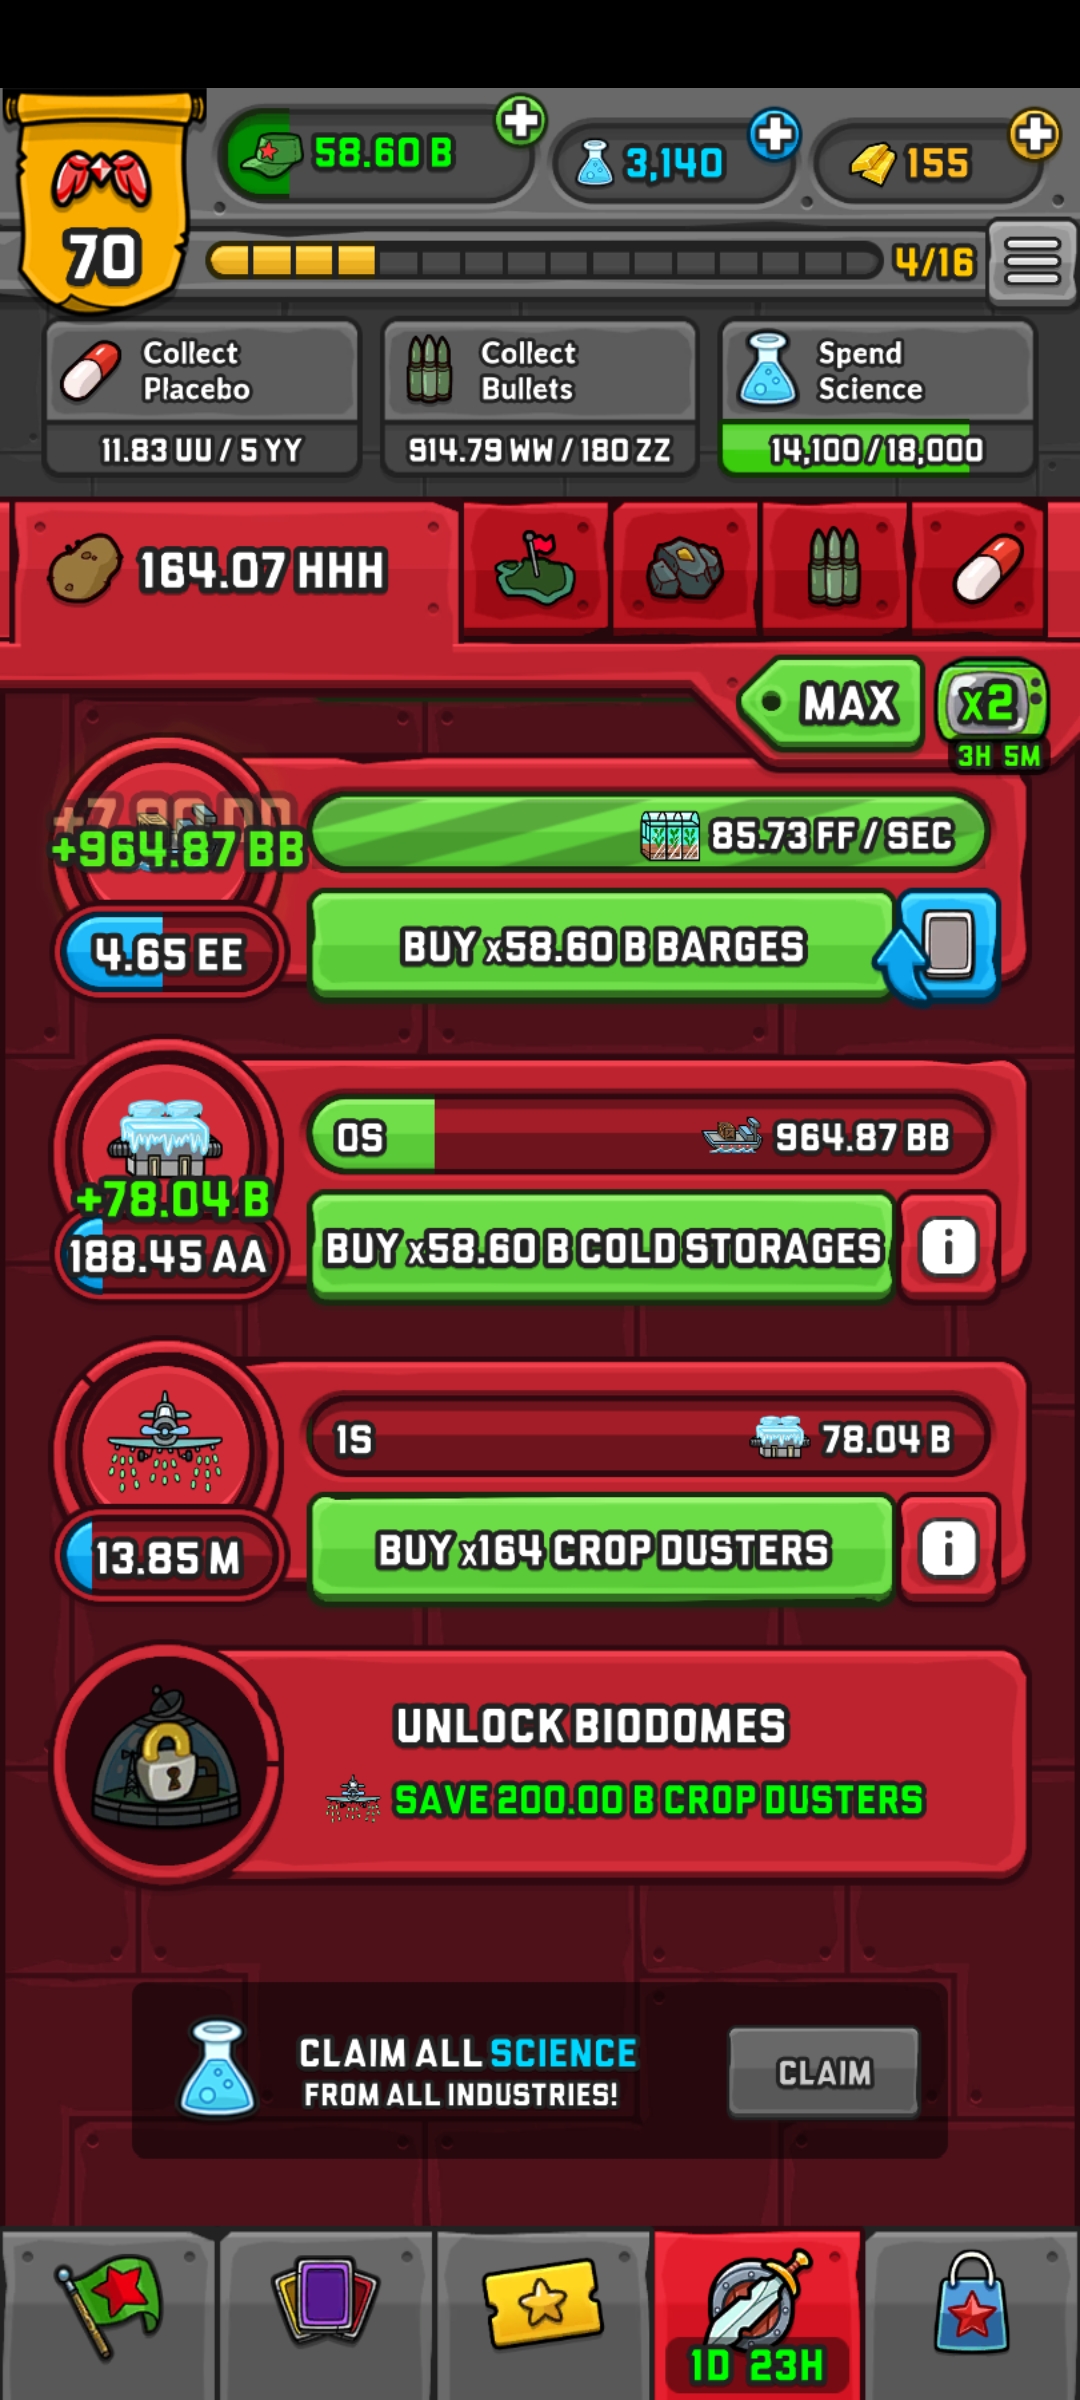 58.60 B
3,140
155
70
4/16
Collect
Placebo
11.83 UU / 5 YY
Collect
Bullets
914.79 WW / 180 ZZ
Spend
Science
14,100 / 18,000
164.07 HHH
MAX
x2
3H 5M
+964.87 BB
85.73 FF / SEC
4.65 EE
BUY x58.60 B BARGES
0S
964.87 BB
+78.04 B
188.45 AA
BUY x58.60 B COLD STORAGES
i
1S
78.04 B
13.85 M
BUY x164 CROP DUSTERS
i
UNLOCK BIODOMES
SAVE 200.00 B CROP DUSTERS
CLAIM ALL SCIENCE
FROM ALL INDUSTRIES!
CLAIM
1D 23H